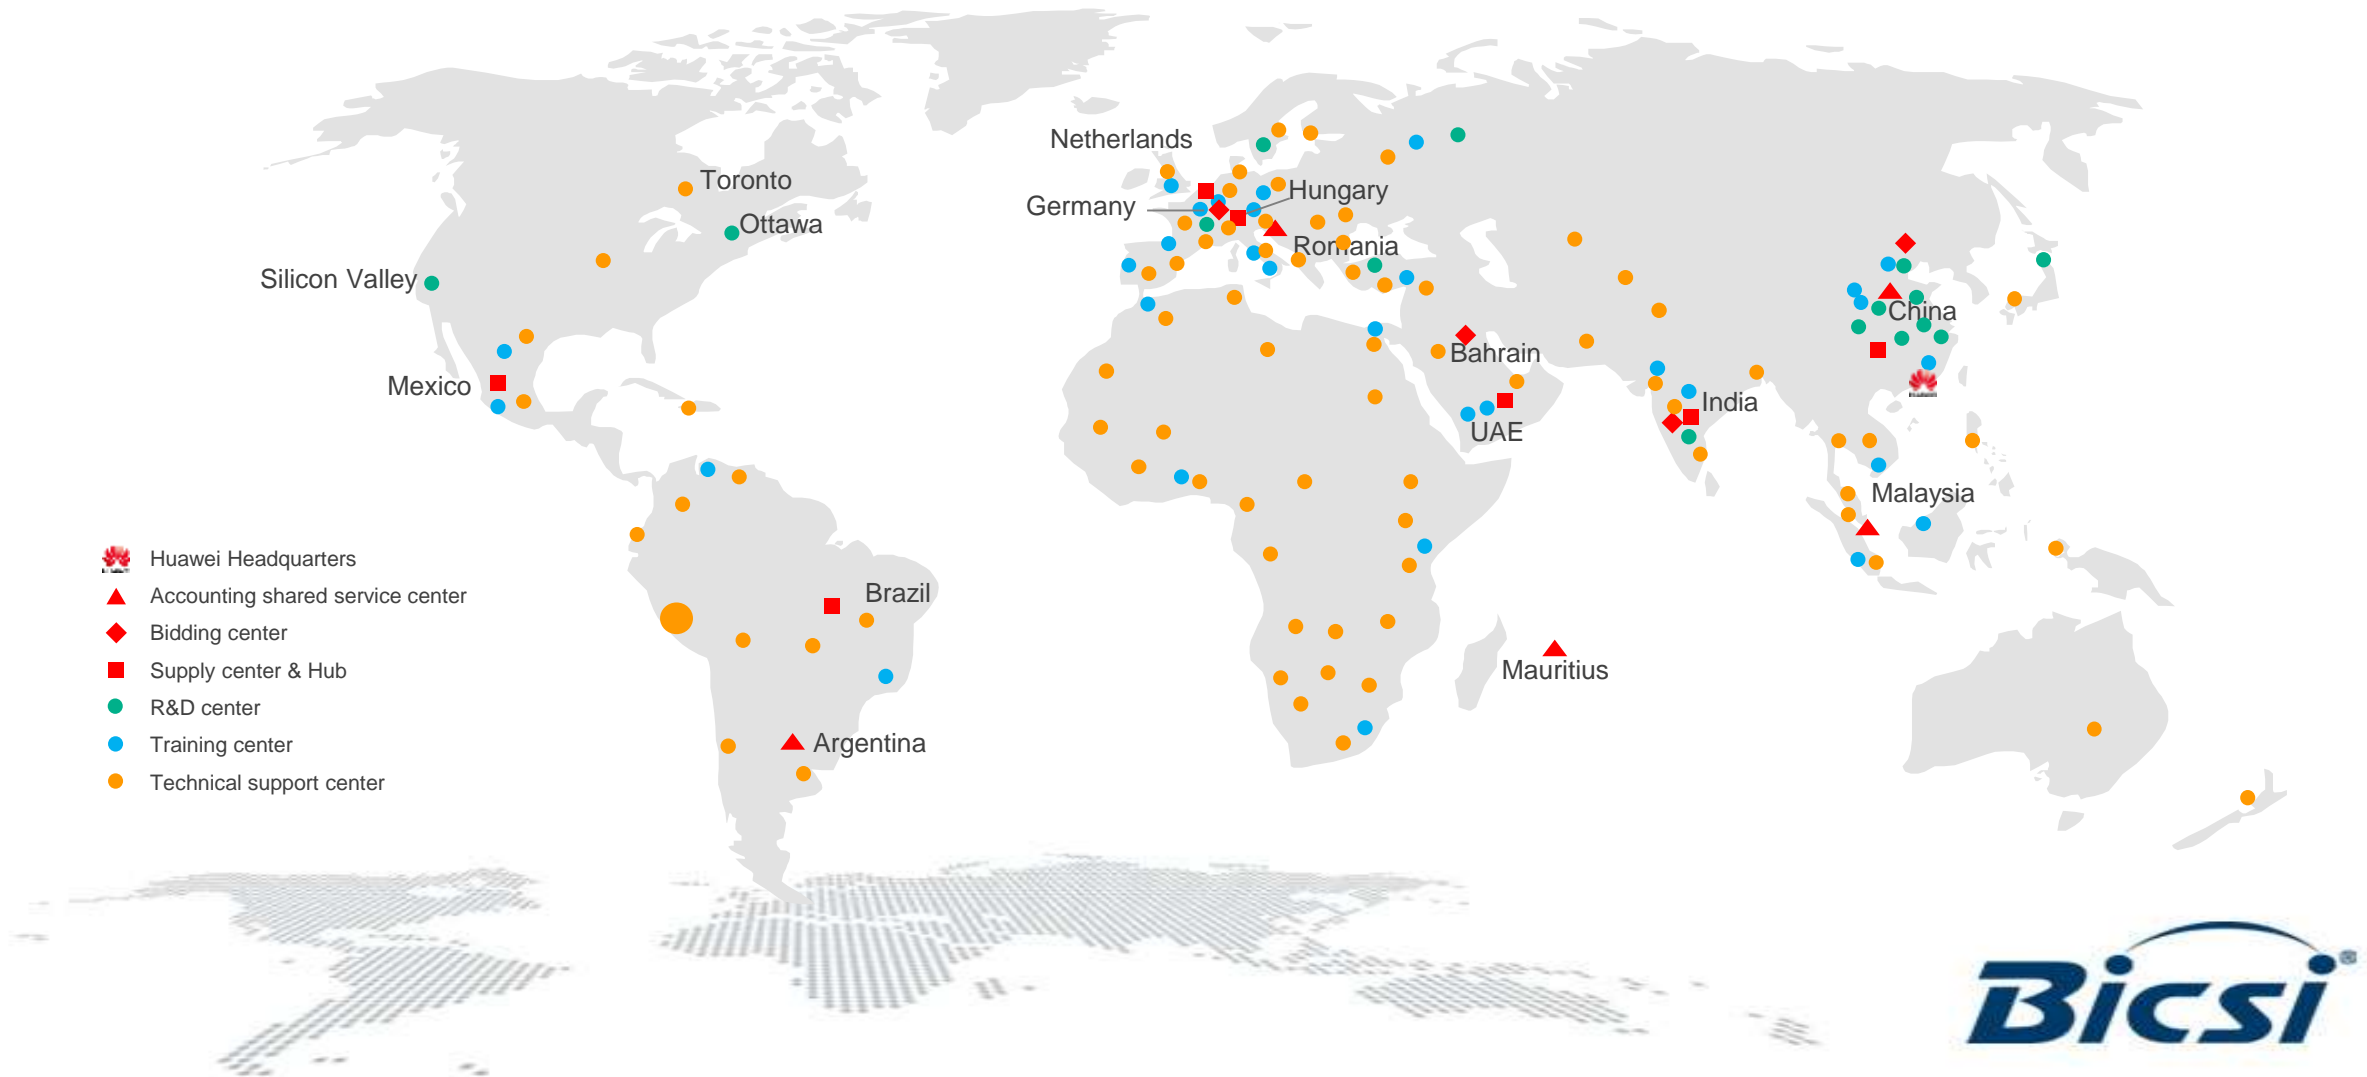 Netherlands
Toronto
Hungary
Germany
Ottawa
Romania
Silicon Valley
China
Bahrain
Mexico
India
UAE
Malaysia
Huawei Headquarters
Accounting shared service center
Brazil
Bidding center
Supply center & Hub
Mauritius
R&D center
Training center
Argentina
Technical support center
Bicsi®